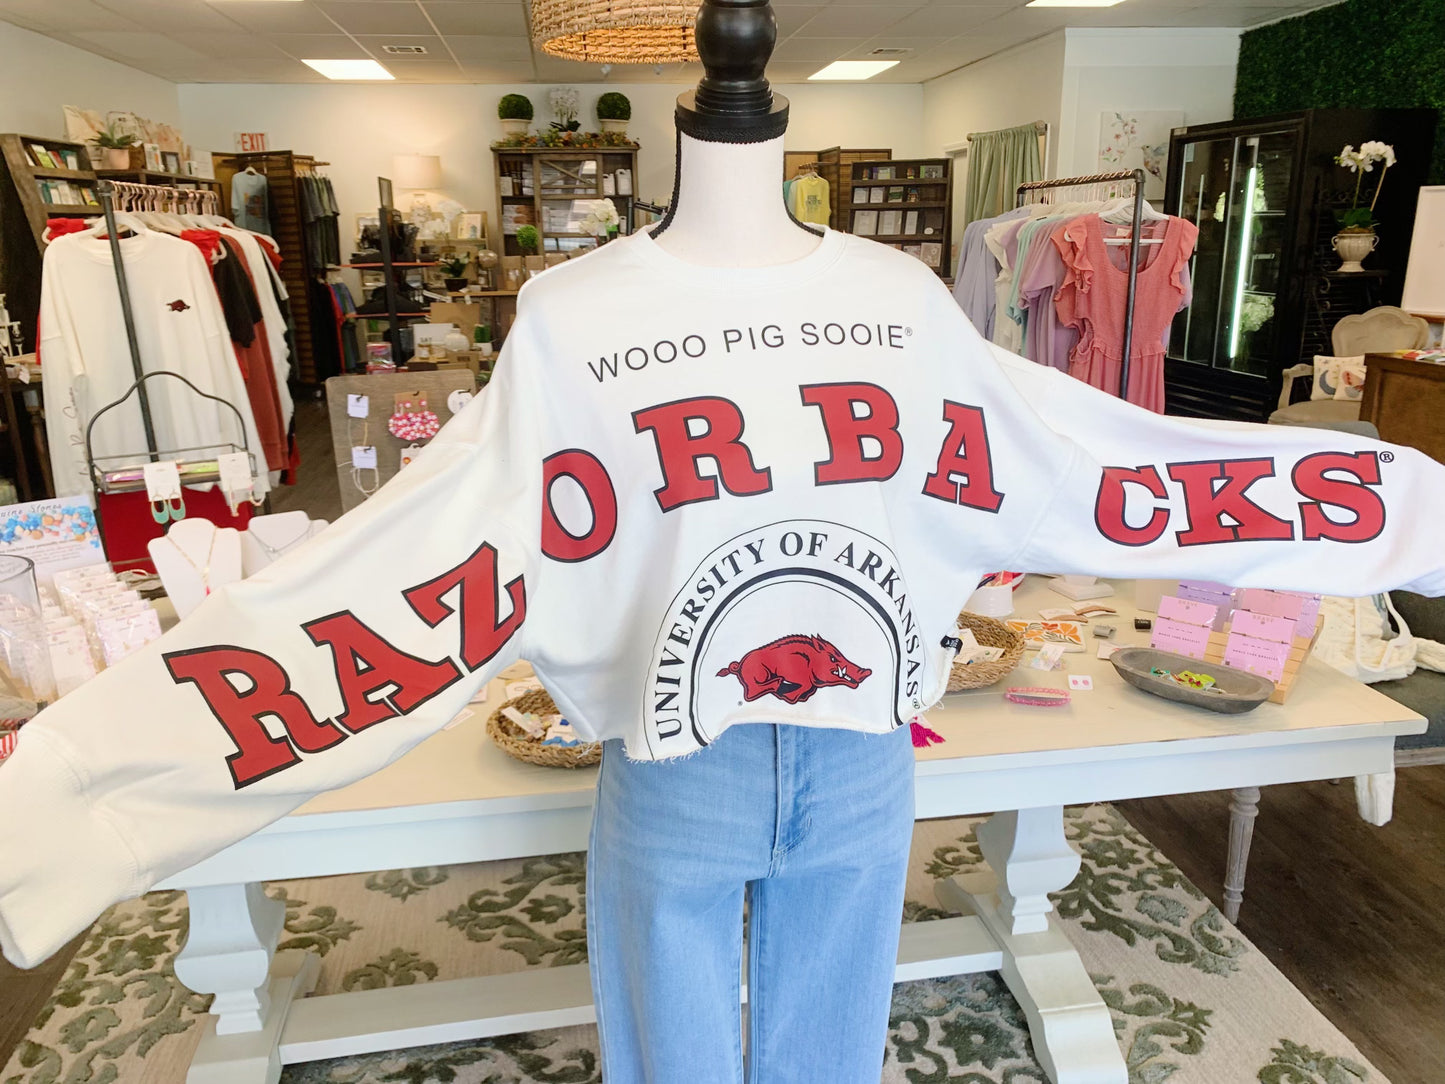 EXIT
WOOO PIG SOOIE®
RAZORBACKS®
UNIVERSITY OF ARKANSAS®